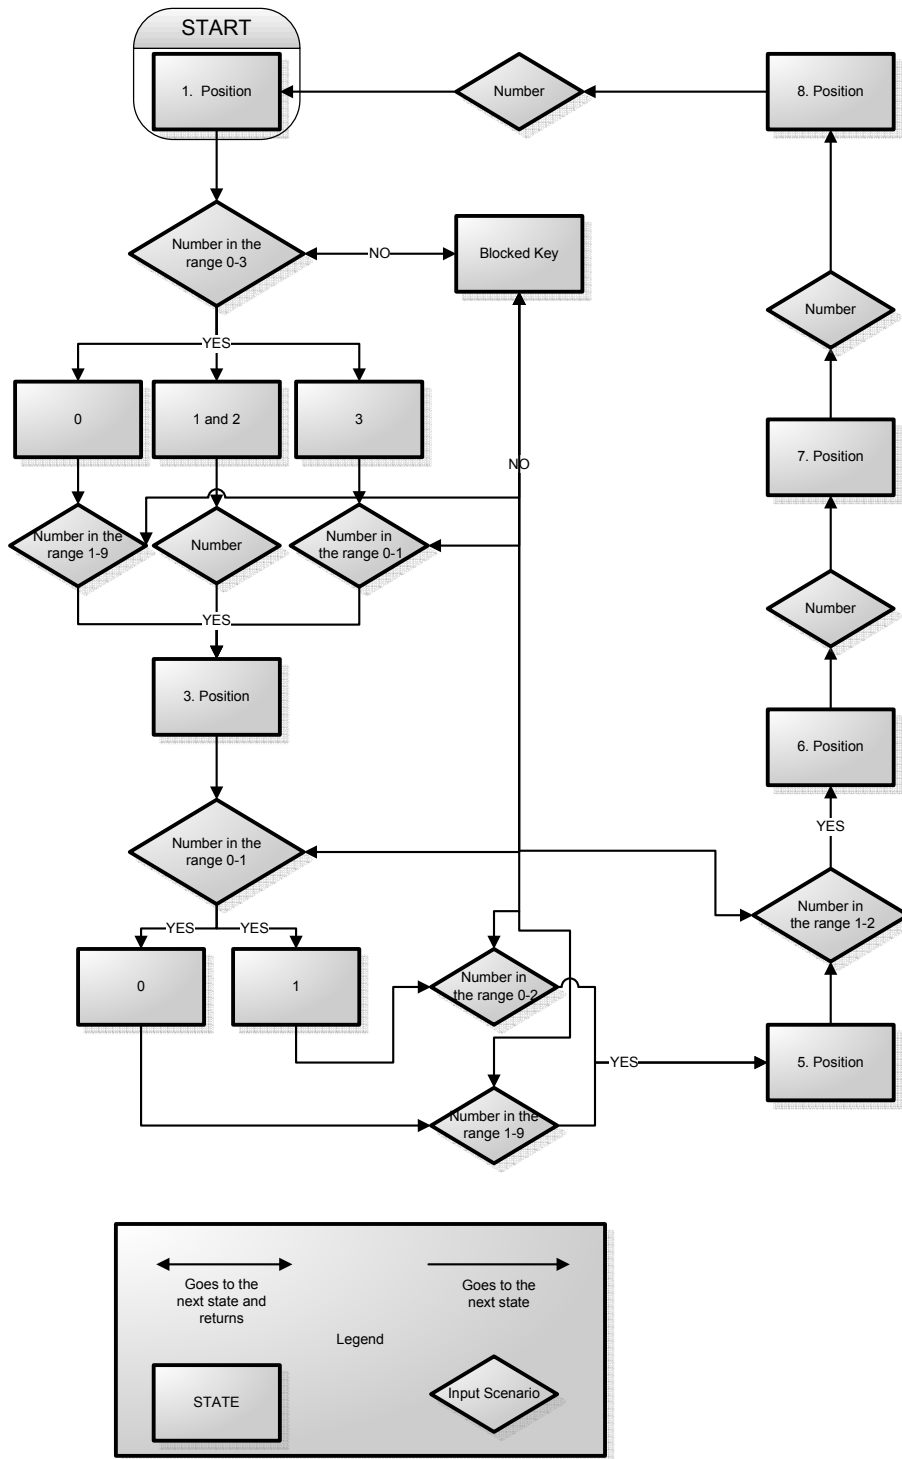 START
1. Position
Number
8. Position
Number in the
range 0-3
NO
Blocked Key
Number
YES
0
1 and 2
3
7. Position
NO
Number in the
range 1-9
Number
Number in
the range 0-1
Number
YES
3. Position
6. Position
Number in the
range 0-1
YES
Number in
the range 1-2
YES
YES
0
1
Number in
the range 0-2
YES
5. Position
Number in the
range 1-9
Goes to the
next state and
returns
Goes to the
next state
Legend
STATE
Input Scenario